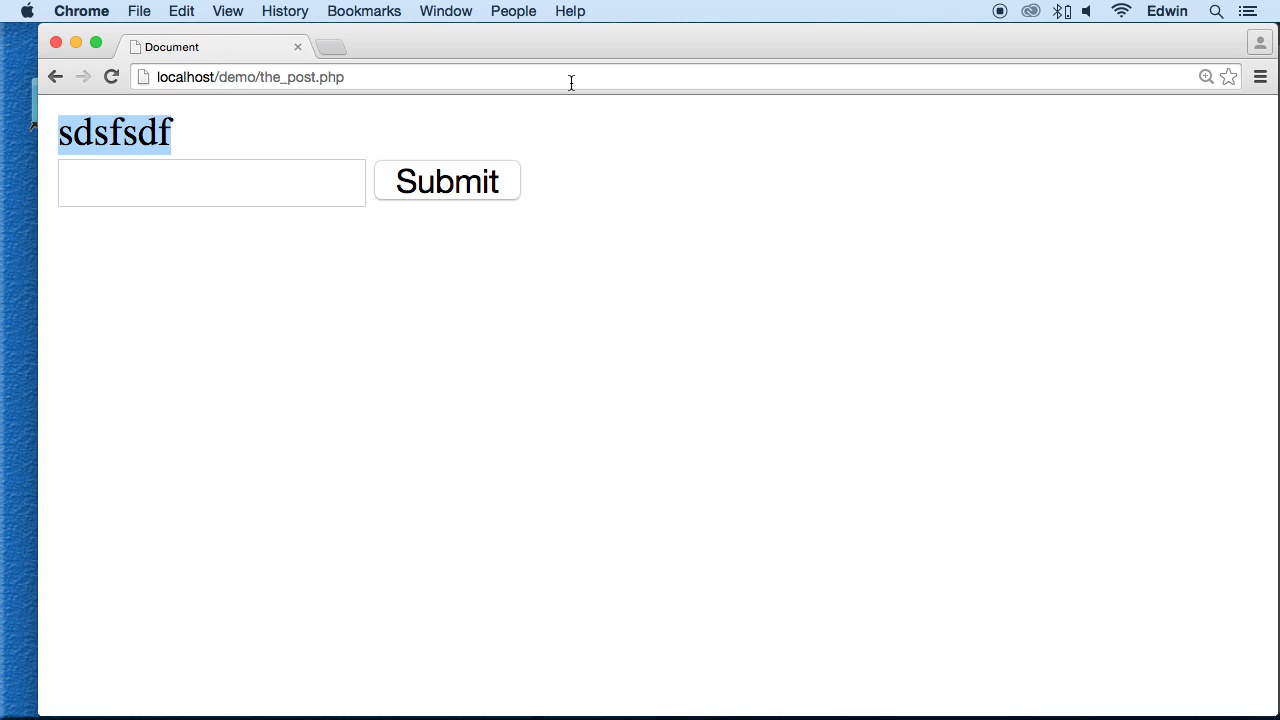 Chrome File Edit View History Bookmarks Window People Help Edwin
Document
localhost/demo/the_post.php
sdsfsdf
Submit